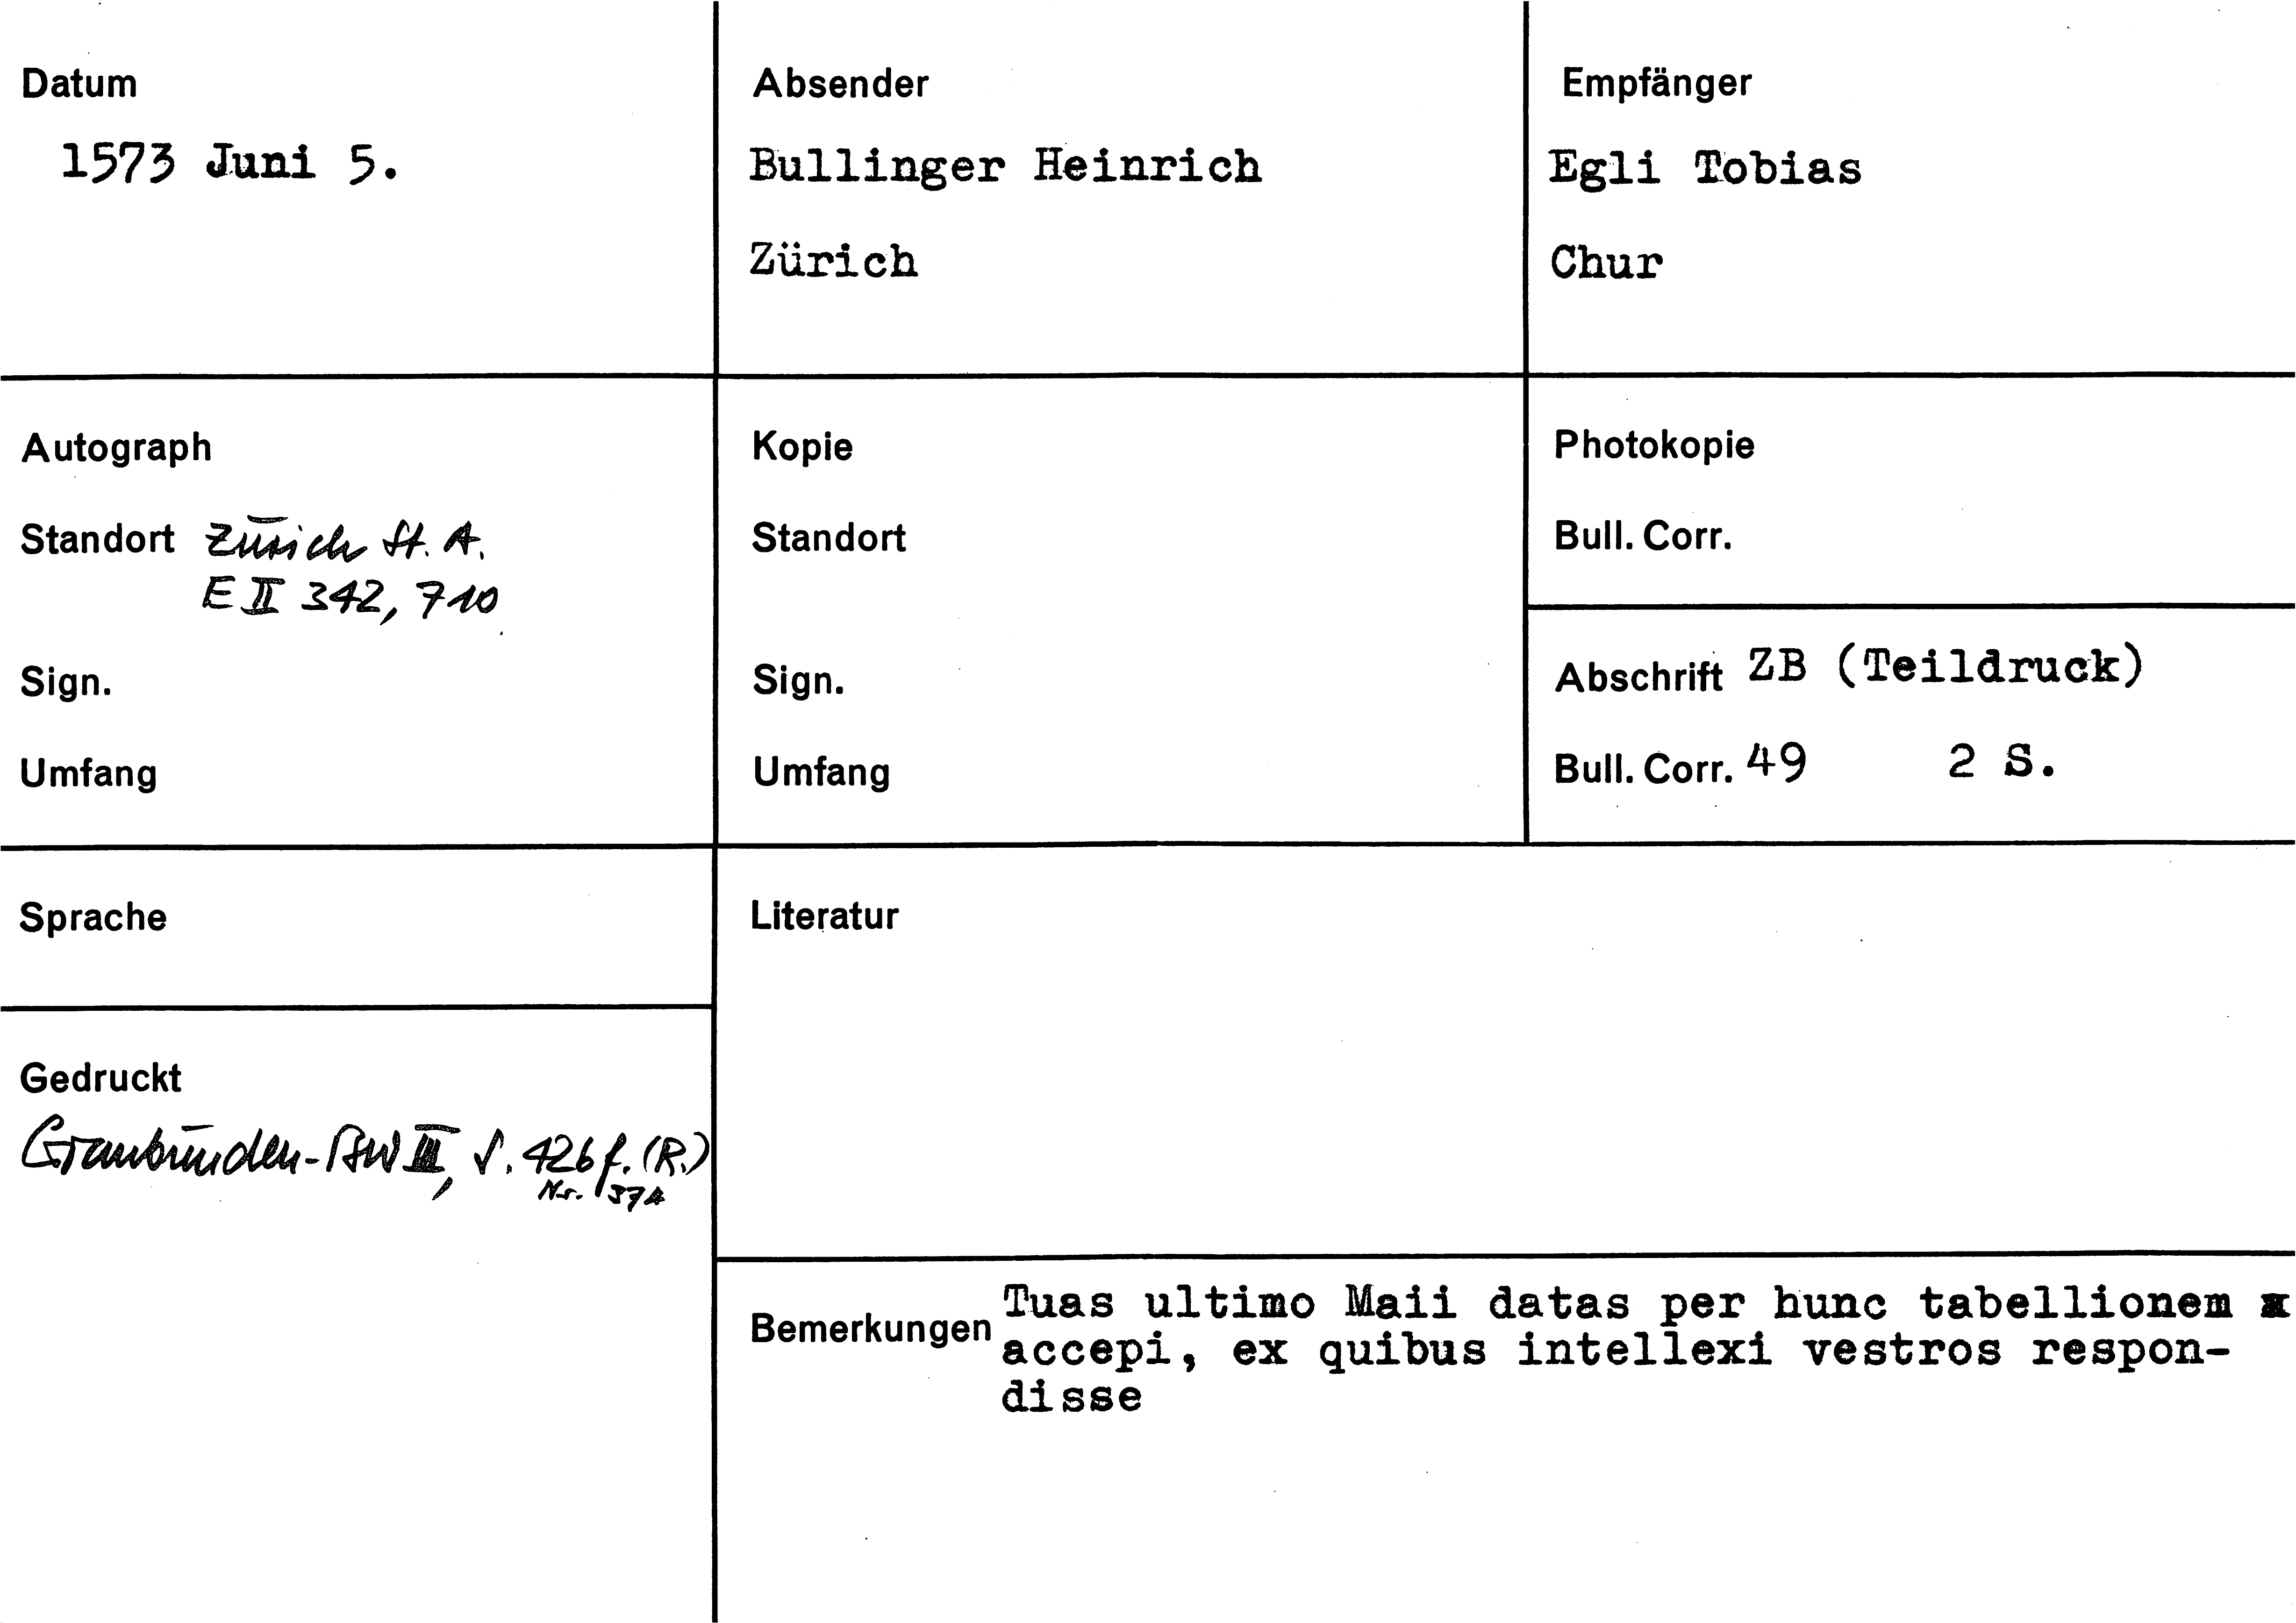 Datum
1573 Juni 5.
Absender
Bullinger Heinrich
Zürich
Empfänger
Egli Tobias
Chur
Autograph
Standort Zürich St. A.
E II 342, 710
Sign.
Umfang
Kopie
Standort
Sign.
Umfang
Photokopie
Bull. Corr.
Abschrift ZB (Teildruck)
Bull. Corr. 49 2 S.
Sprache
Literatur
Gedruckt
Graubünden-BW III, S. 426 f. (R.)
Nr.
Bemerkungen Tuas ultimo Maii datas per hunc tabellionem
accepi, ex quibus intellexi vestros respon-
disse